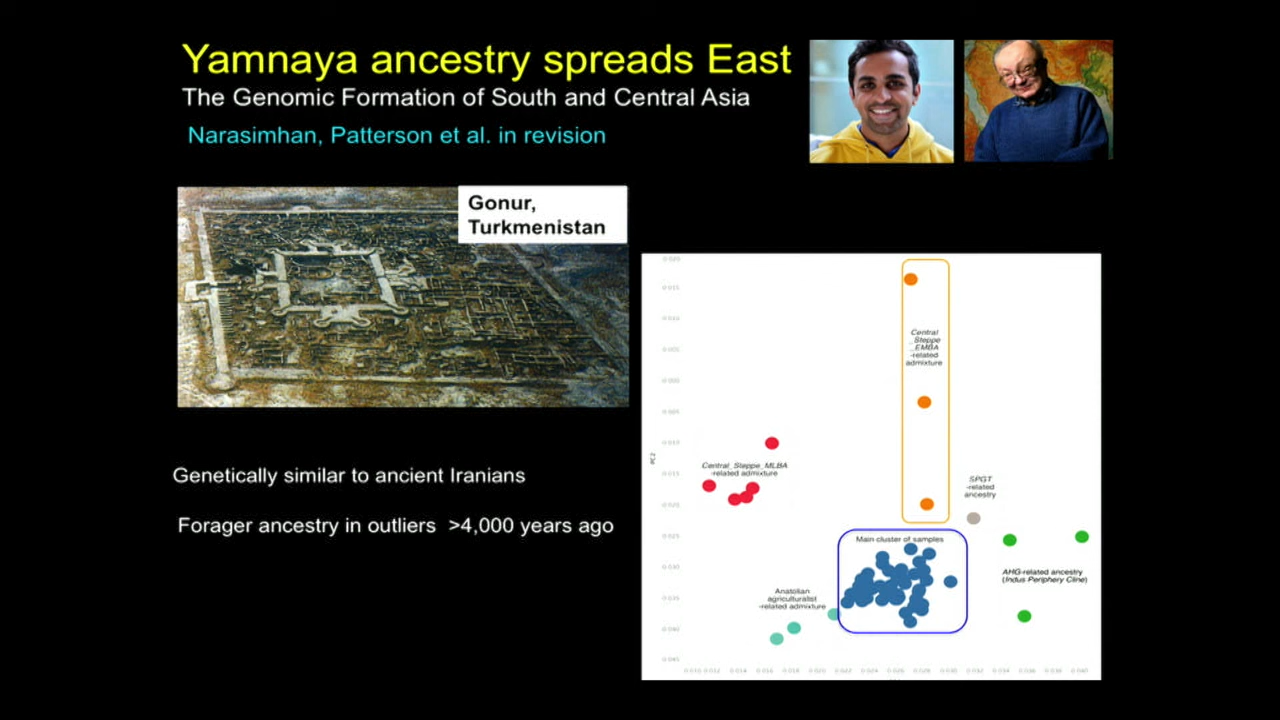 Yamnaya ancestry spreads East
The Genomic Formation of South and Central Asia
Narasimhan, Patterson et al. in revision
Gonur,
Turkmenistan
Genetically similar to ancient Iranians
Forager ancestry in outliers >4,000 years ago
Central
_Steppe
_EMBA
-related
admixture
Central_Steppe_MLBA
-related admixture
SPGT
-related
ancestry
Main cluster of samples
AHG-related ancestry
(Indus Periphery Cline)
Anatolian
agriculturalist
-related admixture
PC2